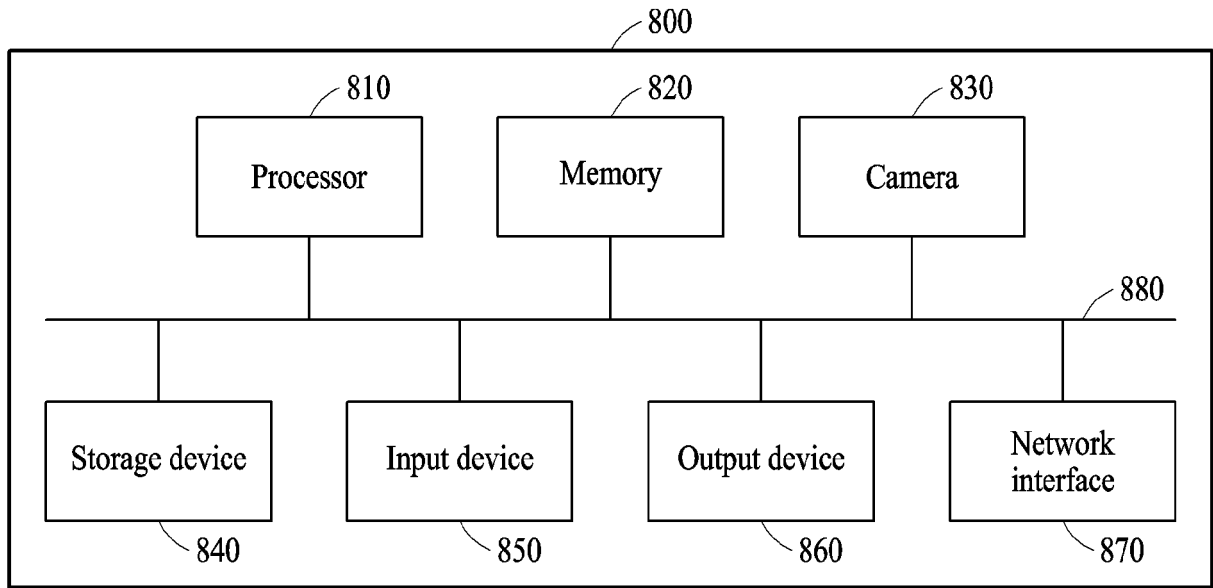 800
810
820
830
Processor
Memory
Camera
880
Storage device
Input device
Output device
Network
interface
840
850
860
870